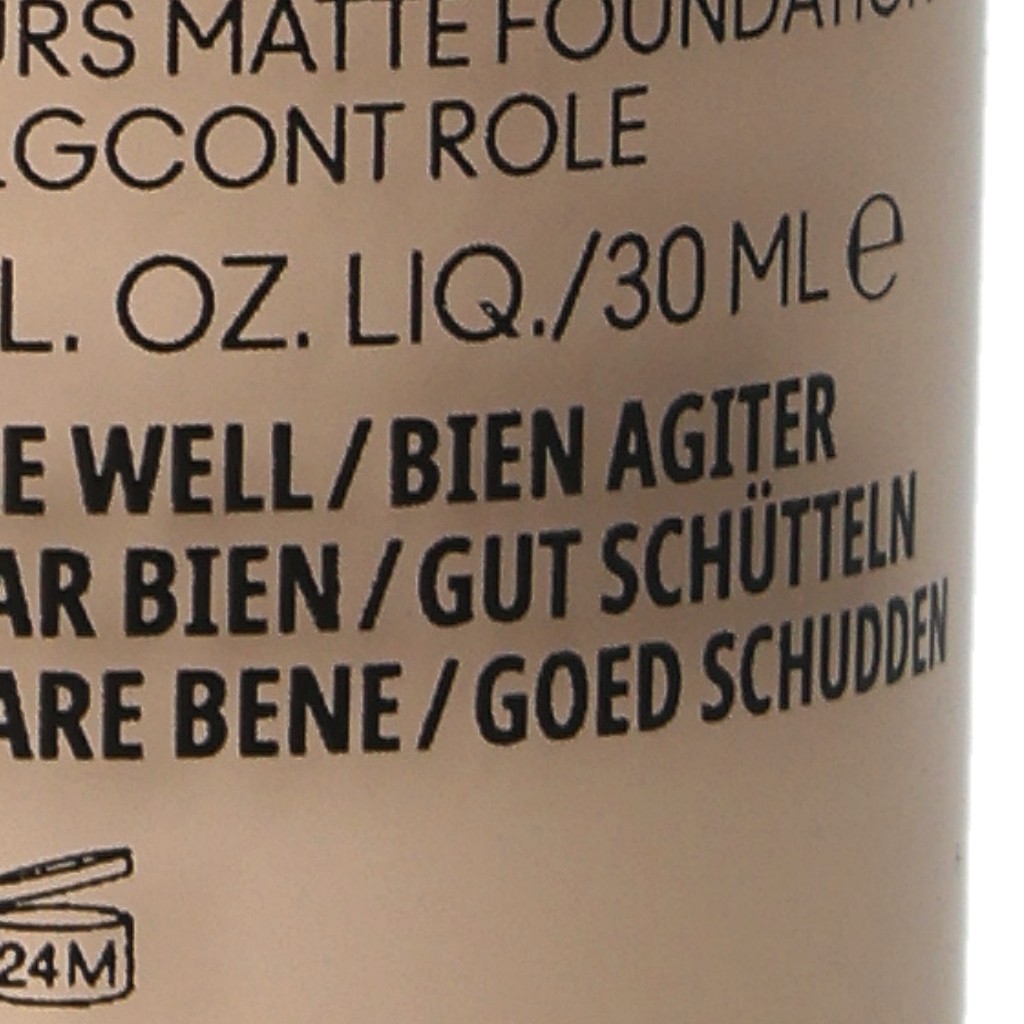 URS MATTE FOUNDATION
LGCONT ROLE
L. OZ. LIQ./30 ML ℮
E WELL / BIEN AGITER
AR BIEN / GUT SCHÜTTELN
ARE BENE / GOED SCHUDDEN
24M